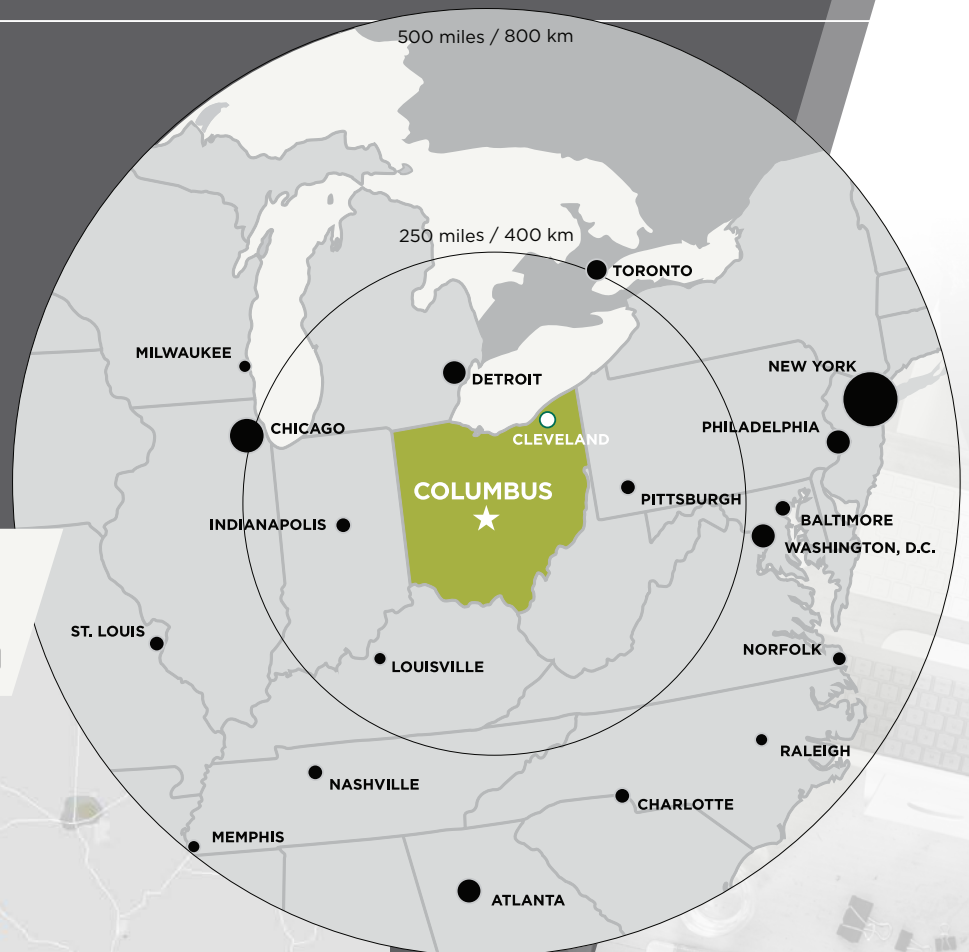 500 miles / 800 km
250 miles / 400 km
TORONTO
MILWAUKEE
DETROIT
NEW YORK
CHICAGO
PHILADELPHIA
CLEVELAND
COLUMBUS
PITTSBURGH
INDIANAPOLIS
BALTIMORE
WASHINGTON, D.C.
ST. LOUIS
NORFOLK
LOUISVILLE
RALEIGH
NASHVILLE
CHARLOTTE
MEMPHIS
ATLANTA